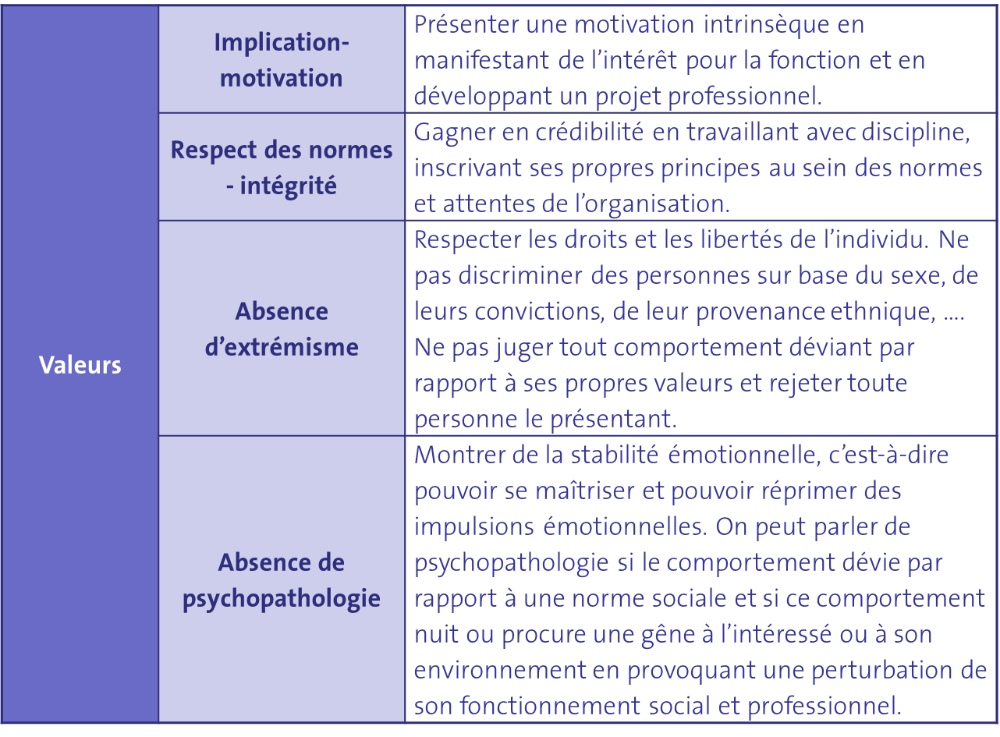 Valeurs
Implication-
motivation
Présenter une motivation intrinsèque en
manifestant de l’intérêt pour la fonction et en
développant un projet professionnel.
Respect des normes
- intégrité
Gagner en crédibilité en travaillant avec discipline,
inscrivant ses propres principes au sein des normes
et attentes de l’organisation.
Absence
d’extrémisme
Respecter les droits et les libertés de l’individu. Ne
pas discriminer des personnes sur base du sexe, de
leurs convictions, de leur provenance ethnique, ....
Ne pas juger tout comportement déviant par
rapport à ses propres valeurs et rejeter toute
personne le présentant.
Absence de
psychopathologie
Montrer de la stabilité émotionnelle, c’est-à-dire
pouvoir se maîtriser et pouvoir réprimer des
impulsions émotionnelles. On peut parler de
psychopathologie si le comportement dévie par
rapport à une norme sociale et si ce comportement
nuit ou procure une gêne à l’intéressé ou à son
environnement en provoquant une perturbation de
son fonctionnement social et professionnel.